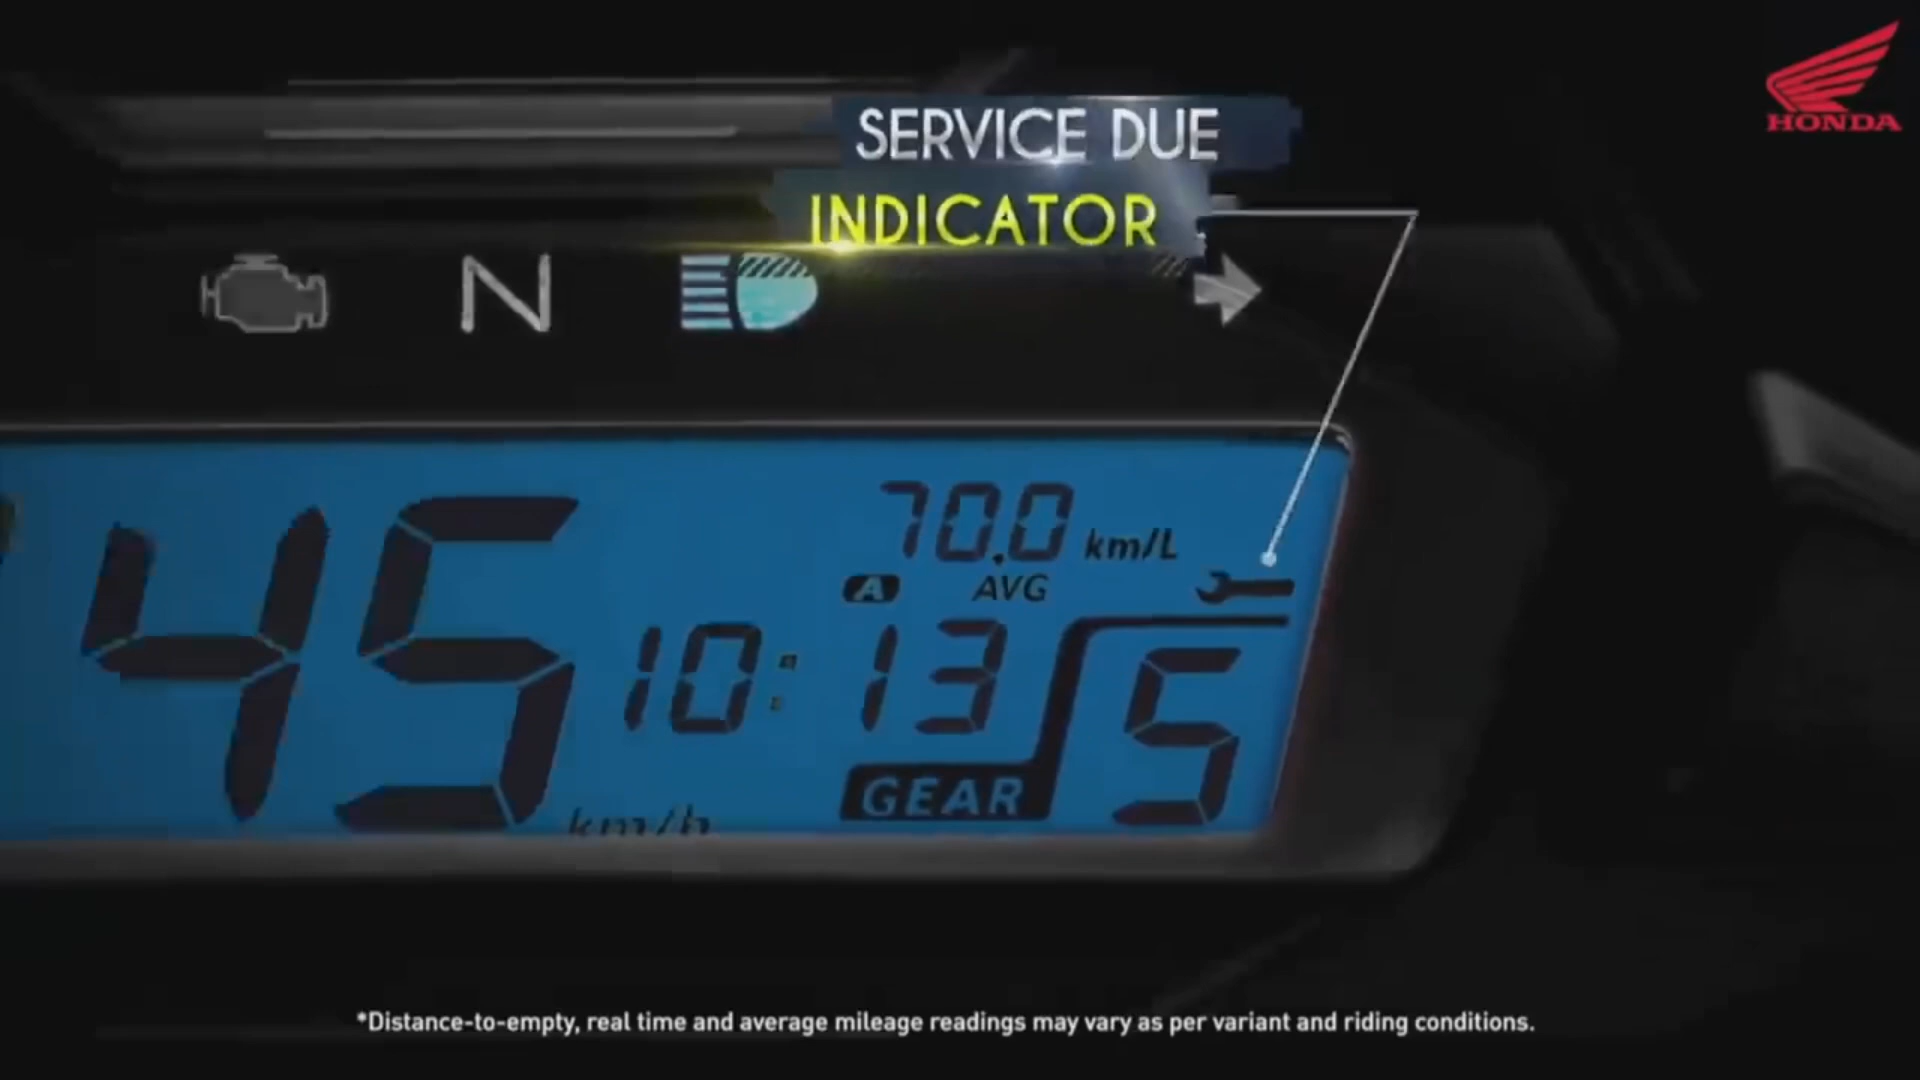 HONDA
SERVICE DUE
INDICATOR
N
70.0 km/L
A AVG
45 km/h
10:13
GEAR 5
*Distance-to-empty, real time and average mileage readings may vary as per variant and riding conditions.